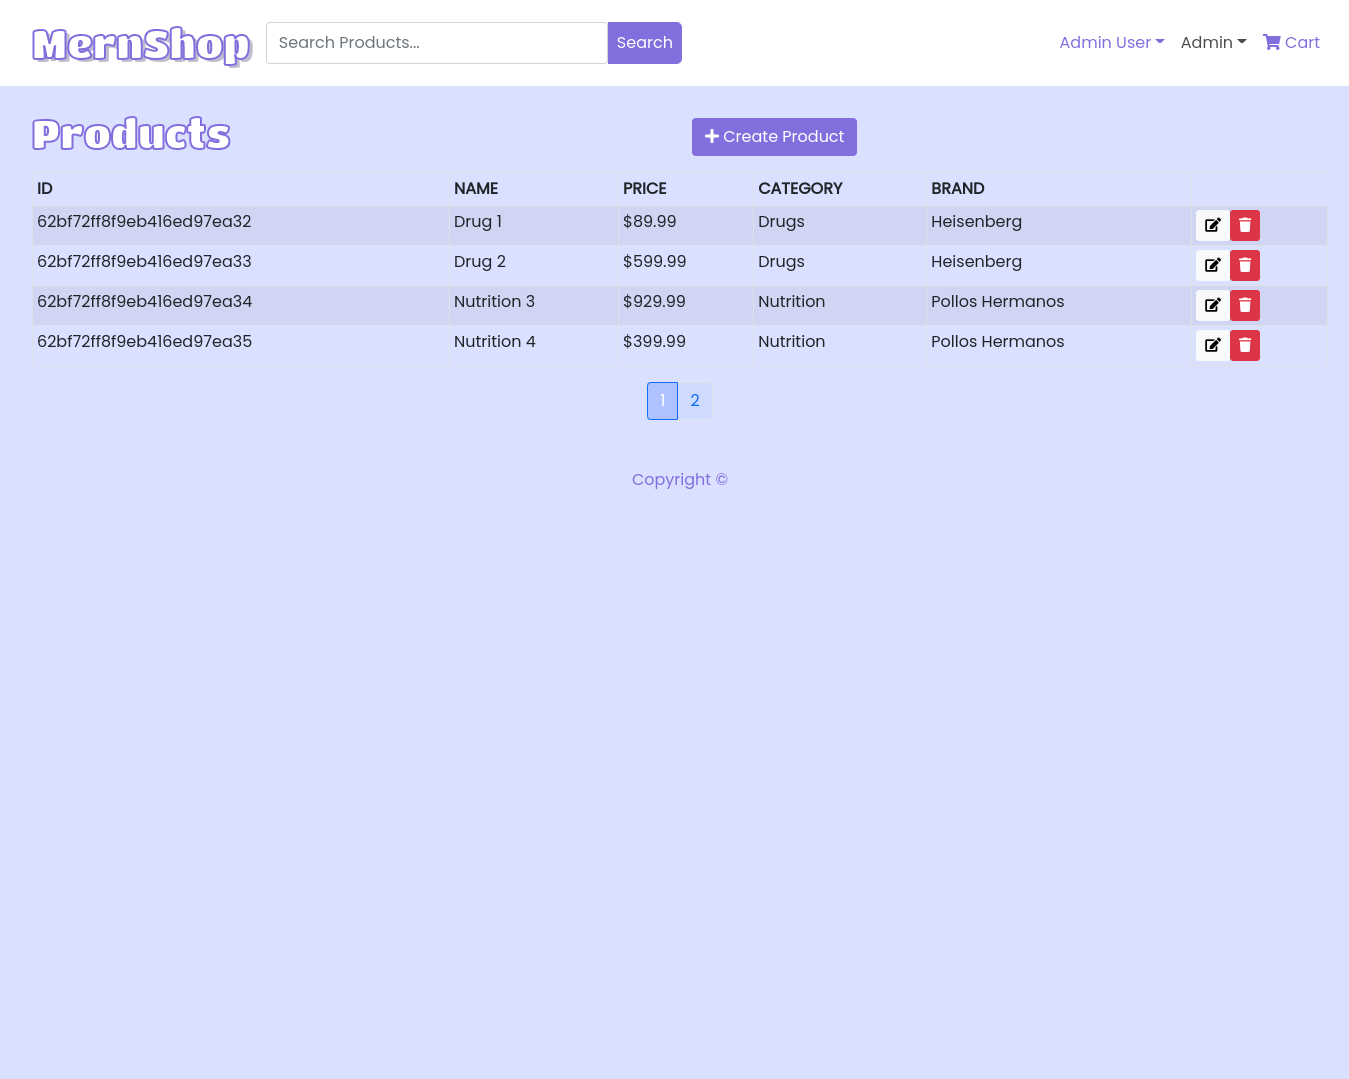 MernShop Search Products... Search Admin User Admin Cart
Products + Create Product
ID NAME PRICE CATEGORY BRAND
62bf72ff8f9eb416ed97ea32 Drug 1 $89.99 Drugs Heisenberg
62bf72ff8f9eb416ed97ea33 Drug 2 $599.99 Drugs Heisenberg
62bf72ff8f9eb416ed97ea34 Nutrition 3 $929.99 Nutrition Pollos Hermanos
62bf72ff8f9eb416ed97ea35 Nutrition 4 $399.99 Nutrition Pollos Hermanos
1 2
Copyright ©